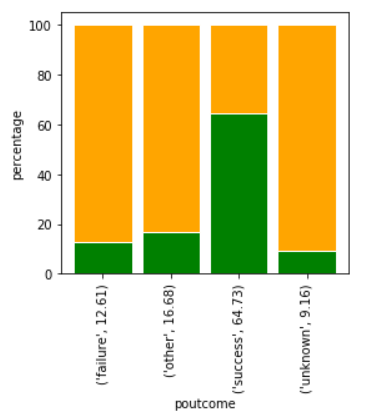 100
80
60
40
20
0
percentage
('failure', 12.61)
('other', 16.68)
('success', 64.73)
('unknown', 9.16)
poutcome